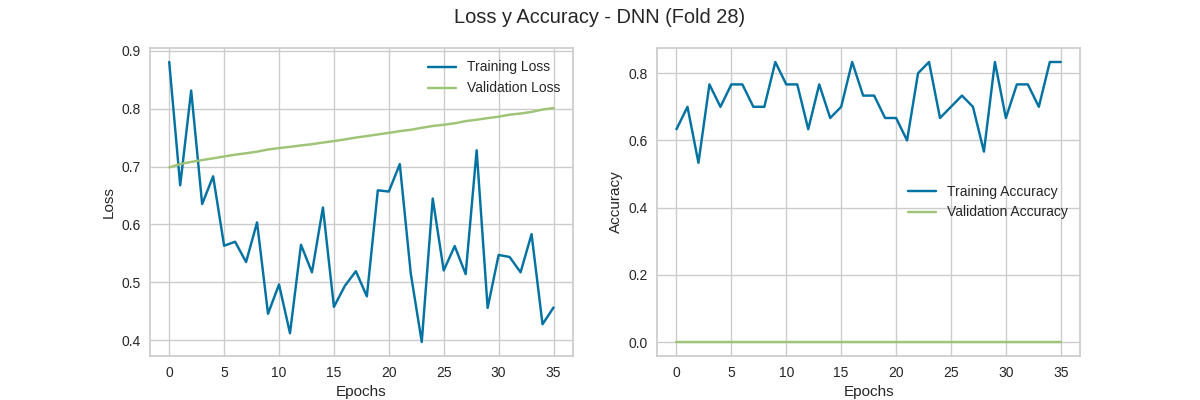 Loss y Accuracy - DNN (Fold 28)
0.9
0.8
0.7
0.6
0.5
0.4
Loss
Training Loss
Validation Loss
0 5 10 15 20 25 30 35
Epochs
0.8
0.6
0.4
0.2
0.0
Accuracy
Training Accuracy
Validation Accuracy
0 5 10 15 20 25 30 35
Epochs